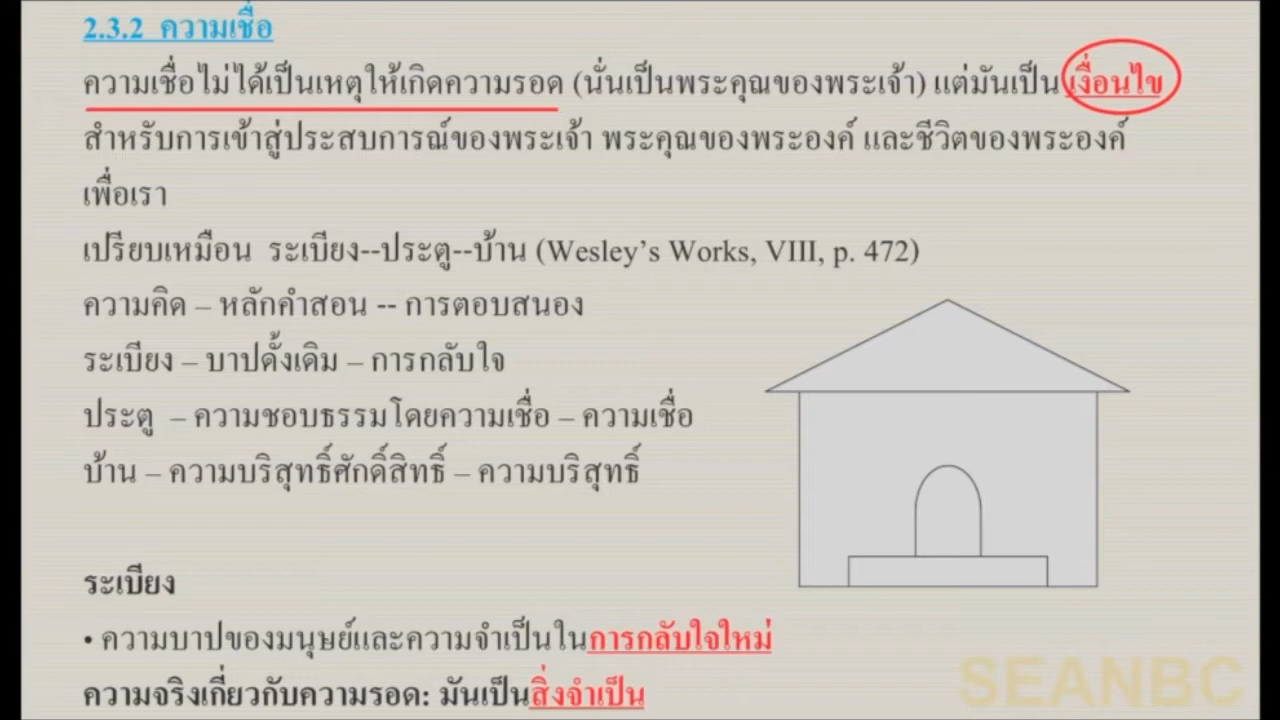 2.3.2 ความเชื่อ
ความเชื่อไม่ได้เป็นเหตุให้เกิดความรอด (นั่นเป็นพระคุณของพระเจ้า) แต่มันเป็นเงื่อนไข
สำหรับการเข้าสู่ประสบการณ์ของพระเจ้า พระคุณของพระองค์ และชีวิตของพระองค์
เพื่อเรา
เปรียบเหมือน ระเบียง--ประตู--บ้าน (Wesley’s Works, VIII, p. 472)
ความคิด – หลักคำสอน -- การตอบสนอง
ระเบียง – บาปดั้งเดิม – การกลับใจ
ประตู – ความชอบธรรมโดยความเชื่อ – ความเชื่อ
บ้าน – ความบริสุทธิ์ศักดิ์สิทธิ์ – ความบริสุทธิ์
ระเบียง
• ความบาปของมนุษย์และความจำเป็นในการกลับใจใหม่
ความจริงเกี่ยวกับความรอด: มันเป็นสิ่งจำเป็น
SEANBC